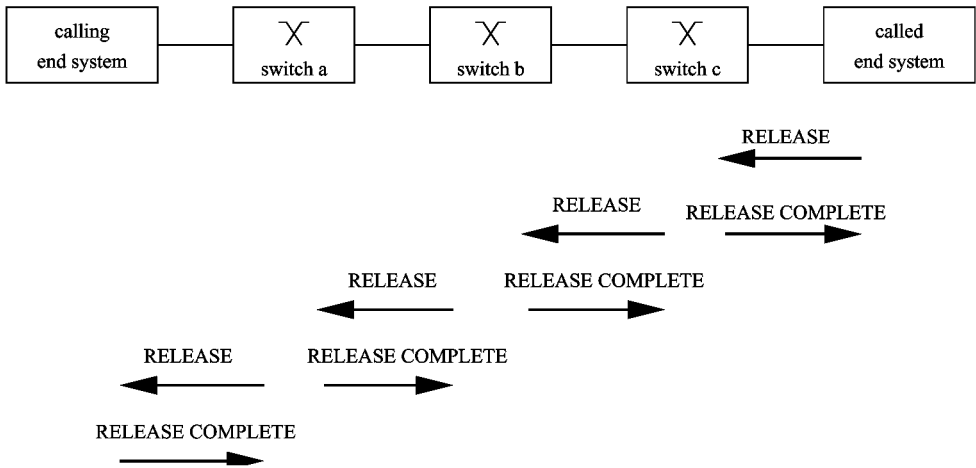 calling
end system
switch a
switch b
switch c
called
end system
RELEASE
RELEASE
RELEASE COMPLETE
RELEASE
RELEASE COMPLETE
RELEASE
RELEASE COMPLETE
RELEASE COMPLETE